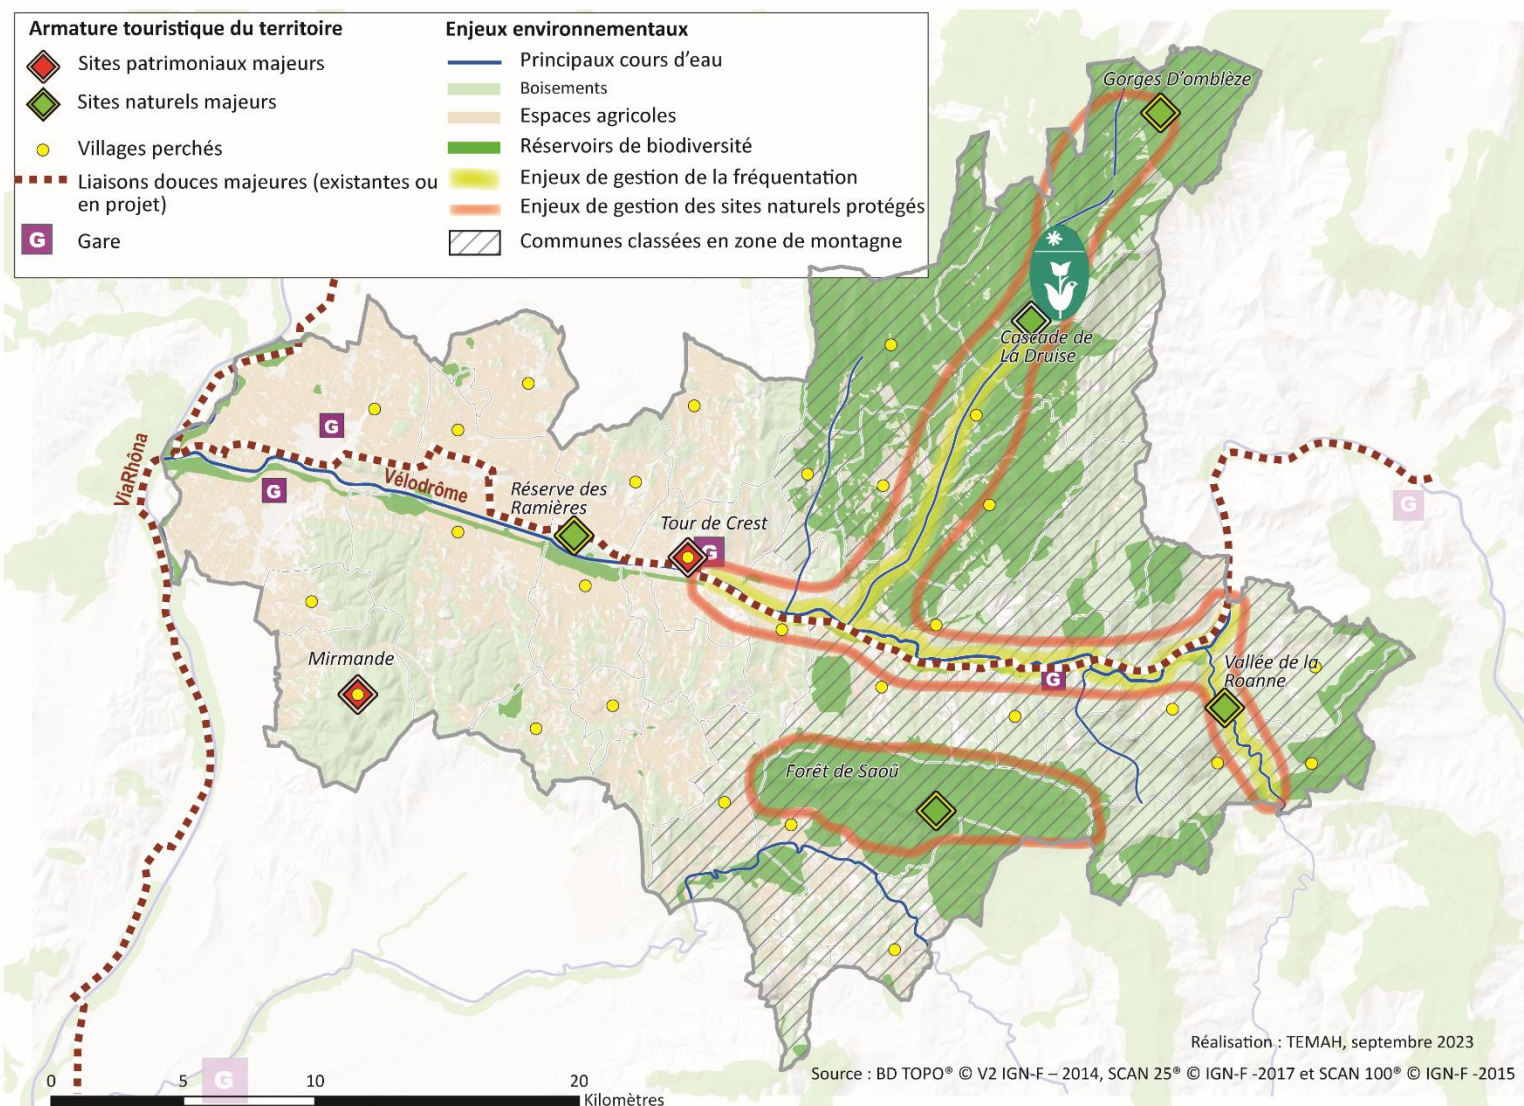 Armature touristique du territoire
Sites patrimoniaux majeurs
Sites naturels majeurs
Villages perchés
Liaisons douces majeures (existantes ou
en projet)
G
Gare
Enjeux environnementaux
Principaux cours d'eau
Boisements
Espaces agricoles
Réservoirs de biodiversité
Enjeux de gestion de la fréquentation
Enjeux de gestion des sites naturels protégés
Communes classées en zone de montagne
Gorges D'omblèze
Cascade de
La Druise
G
ViaRhôna
Vélodrôme
G
Réserve des
Ramières
Tour de Crest
G
G
Mirmande
Vallée de la
Roanne
G
Forêt de Saoû
G
Réalisation : TEMAH, septembre 2023
Source : BD TOPO® © V2 IGN-F – 2014, SCAN 25® © IGN-F -2017 et SCAN 100® © IGN-F -2015
0 5 10 20
Kilomètres